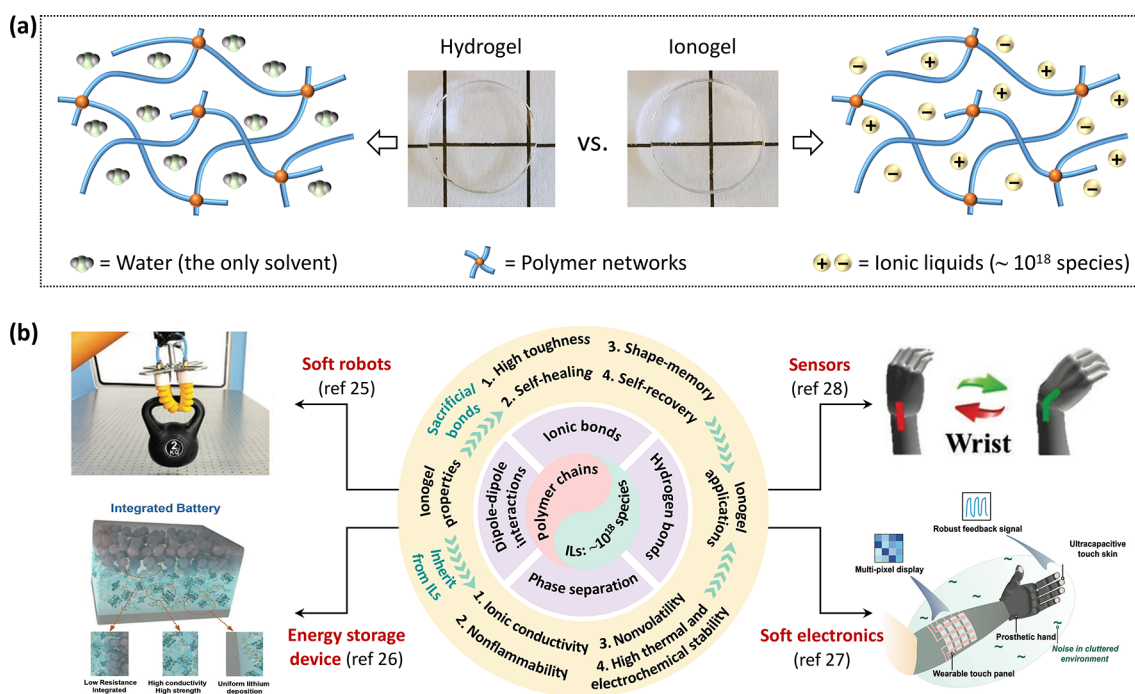 (a)
Hydrogel
vs.
Ionogel
= Water (the only solvent)
= Polymer networks
+ − = Ionic liquids (~ 10¹⁸ species)
(b)
Soft robots
(ref 25)
2
KG
Integrated Battery
Low Resistance
Integrated
High conductivity
High strength
Uniform lithium
deposition
Energy storage
device (ref 26)
Ionogel
properties
Sacrificial
bonds
1. High toughness
2. Self-healing
3. Shape-memory
4. Self-recovery
Inherit
from ILs
1. Ionic conductivity
2. Nonflammability
3. Nonvolatility
4. High thermal and
electrochemical stability
Ionogel
applications
Ionic bonds
Hydrogen bonds
Phase separation
Dipole-dipole
interactions
Polymer chains
ILs: ~10¹⁸ species
Sensors
(ref 28)
Wrist
Soft electronics
(ref 27)
Robust feedback signal
Multi-pixel display
Ultracapacitive
touch skin
Prosthetic hand
Wearable touch panel
Noise in cluttered
environment